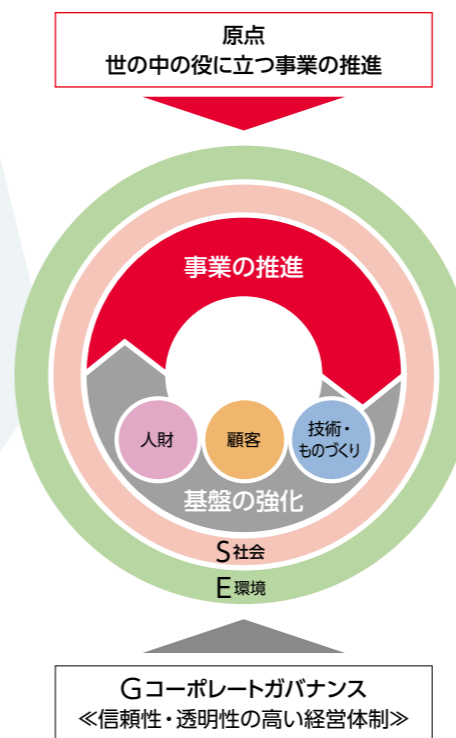 原点
世の中の役に立つ事業の推進
事業の推進
人財
顧客
技術・
ものづくり
基盤の強化
S社会
E環境
Gコーポレートガバナンス
≪信頼性・透明性の高い経営体制≫